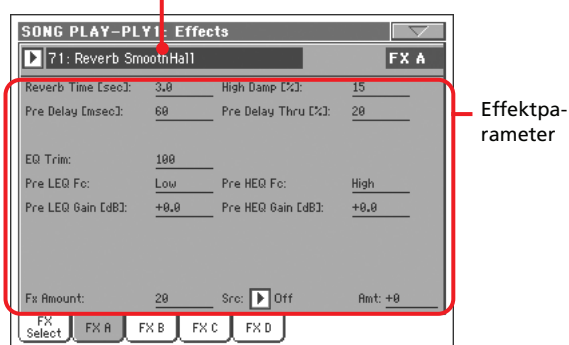 SONG PLAY-PLY1: Effects
71: Reverb SmoothHall FX A
Reverb Time [sec]: 3.0 High Damp [%]: 15
Pre Delay [msec]: 60 Pre Delay Thru [%]: 20
Effektpa-
rameter
EQ Trim: 100
Pre LEQ Fc: Low Pre HEQ Fc: High
Pre LEQ Gain [dB]: +0.0 Pre HEQ Gain [dB]: +0.0
Fx Amount: 20 Src: Off Amt: +0
FX Select FX A FX B FX C FX D